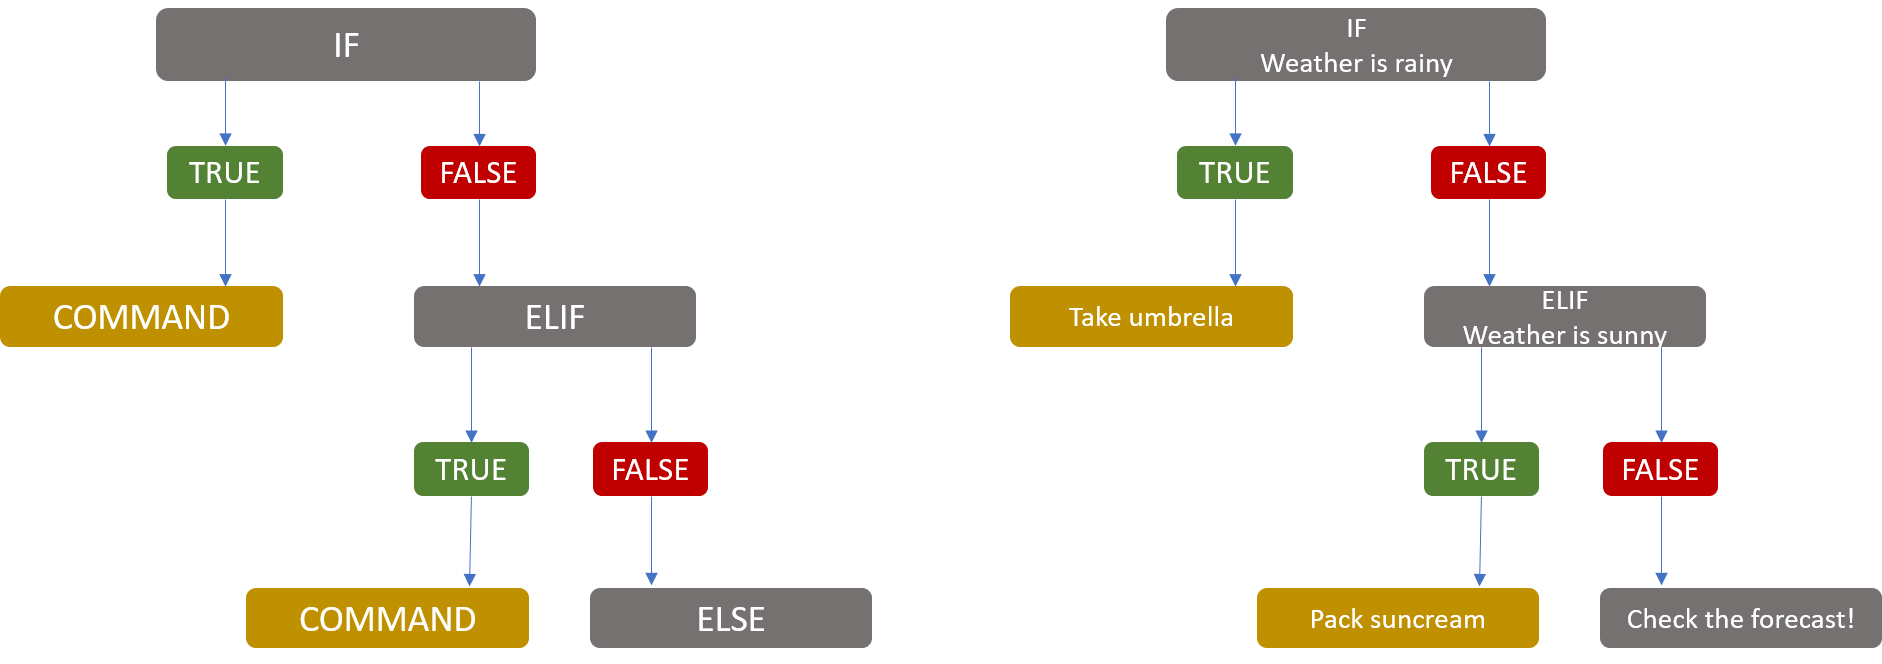 IF
TRUE
FALSE
COMMAND
ELIF
TRUE
FALSE
COMMAND
ELSE
IF
Weather is rainy
TRUE
FALSE
Take umbrella
ELIF
Weather is sunny
TRUE
FALSE
Pack suncream
Check the forecast!